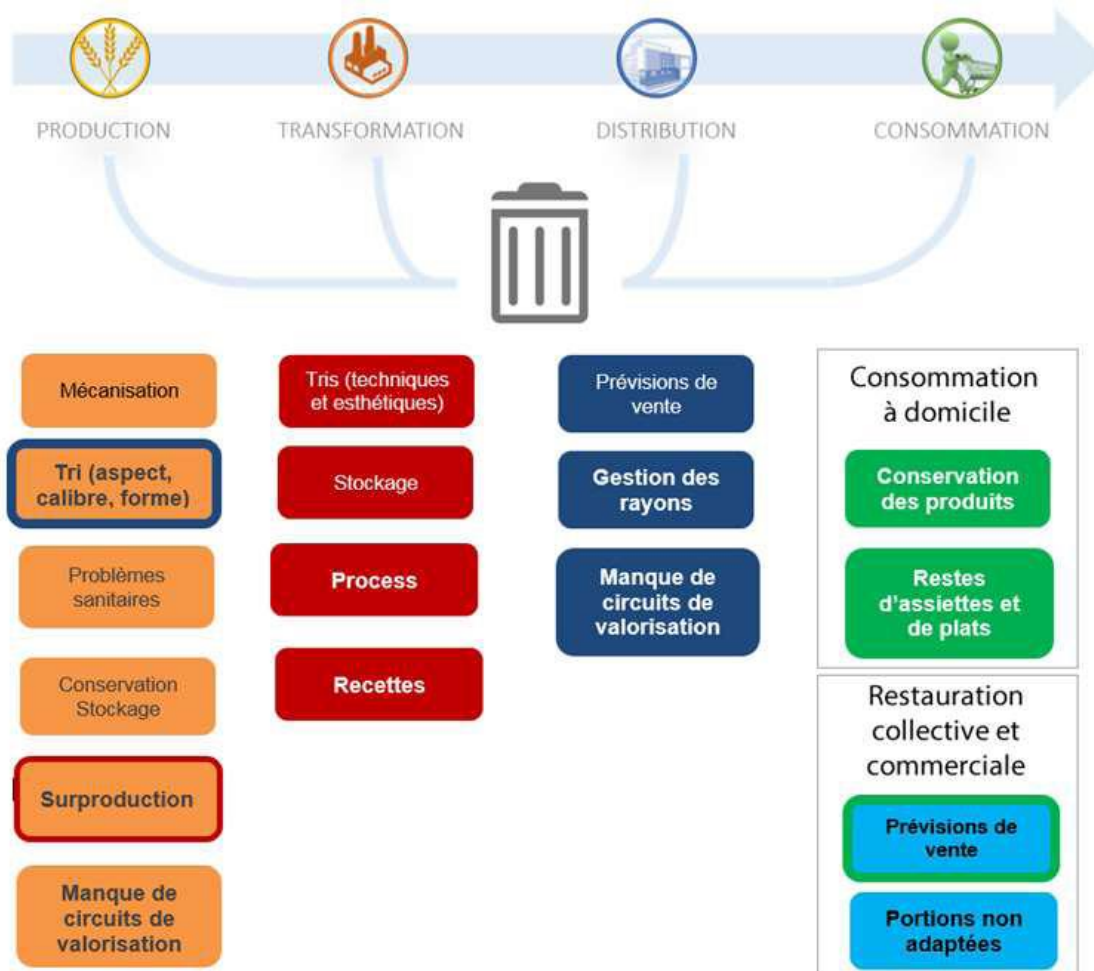 PRODUCTION
TRANSFORMATION
DISTRIBUTION
CONSOMMATION
Mécanisation
Tri (aspect,
calibre, forme)
Problèmes
sanitaires
Conservation
Stockage
Surproduction
Manque de
circuits de
valorisation
Tris (techniques
et esthétiques)
Stockage
Process
Recettes
Prévisions de
vente
Gestion des
rayons
Manque de
circuits de
valorisation
Consommation
à domicile
Conservation
des produits
Restes
d'assiettes et
de plats
Restauration
collective et
commerciale
Prévisions de
vente
Portions non
adaptées